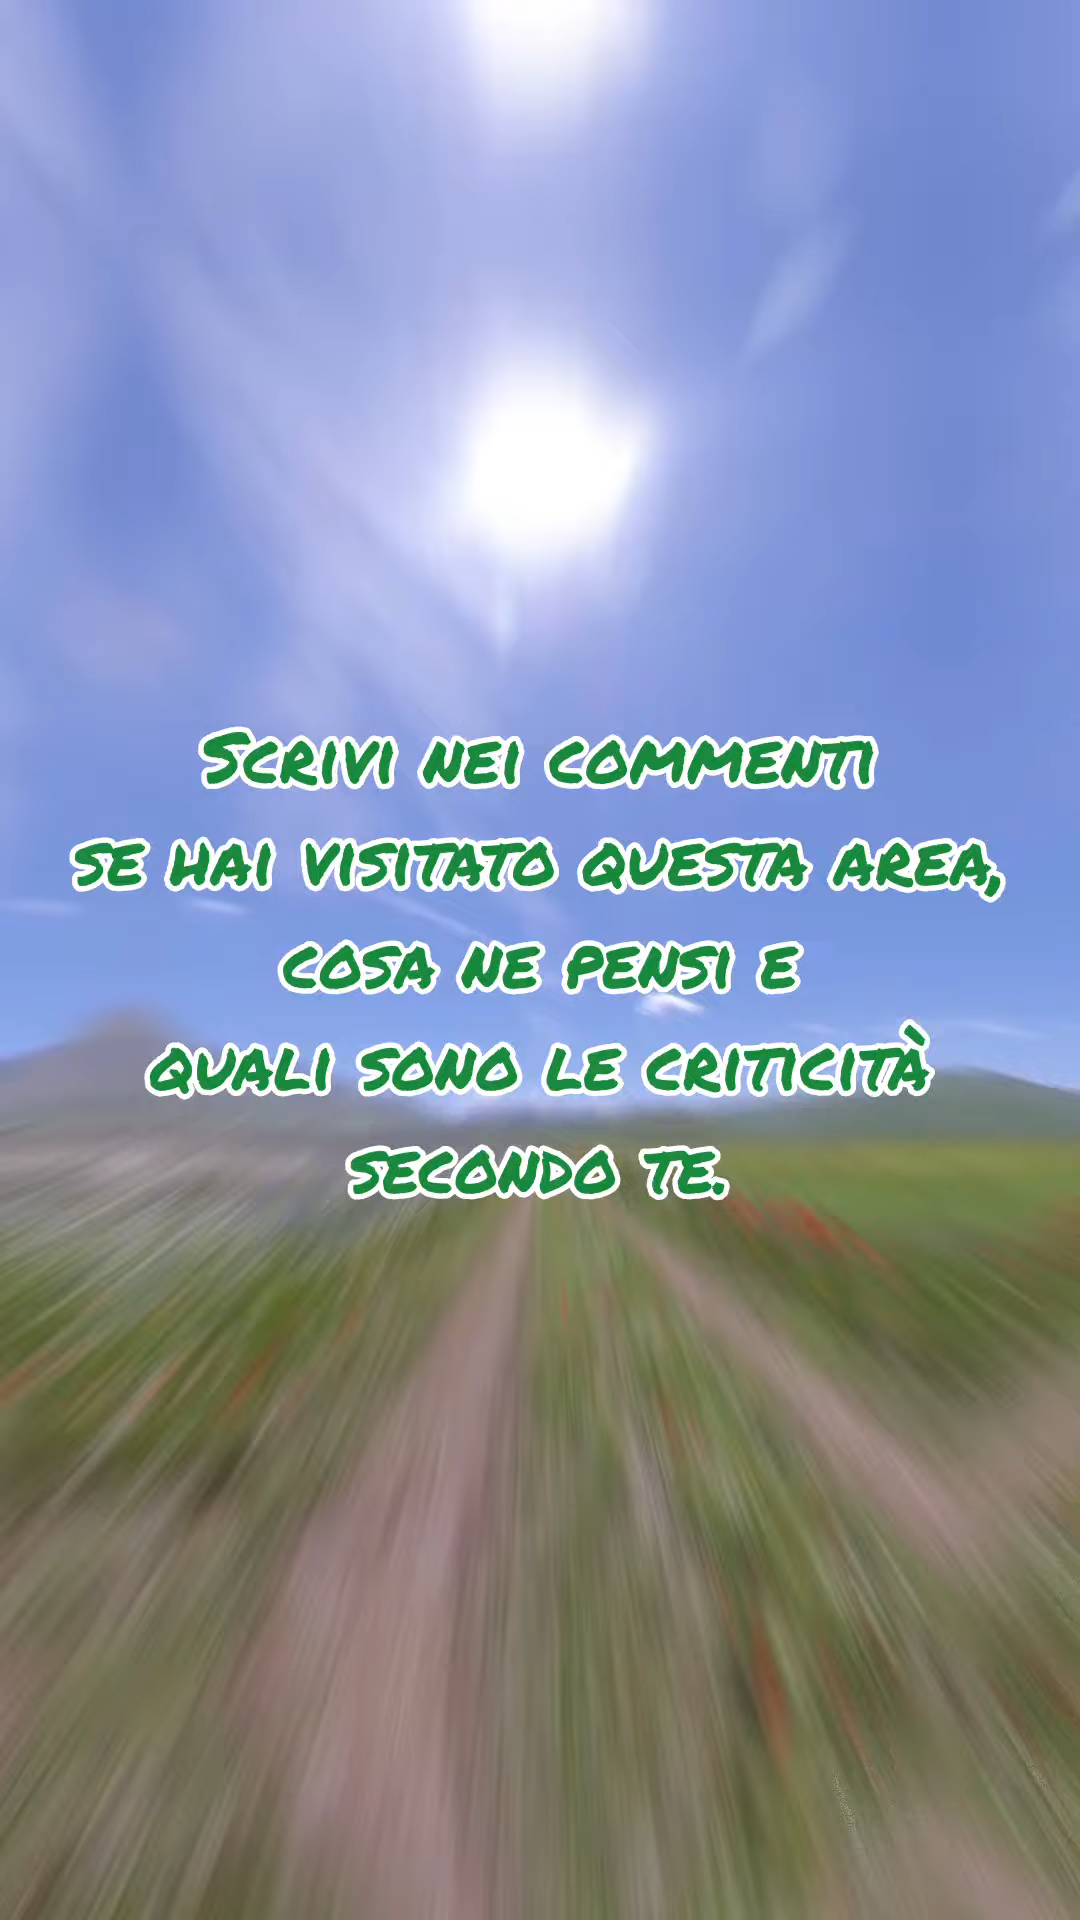 Scrivi nei commenti
se hai visitato questa area,
cosa ne pensi e
quali sono le criticità
secondo te.